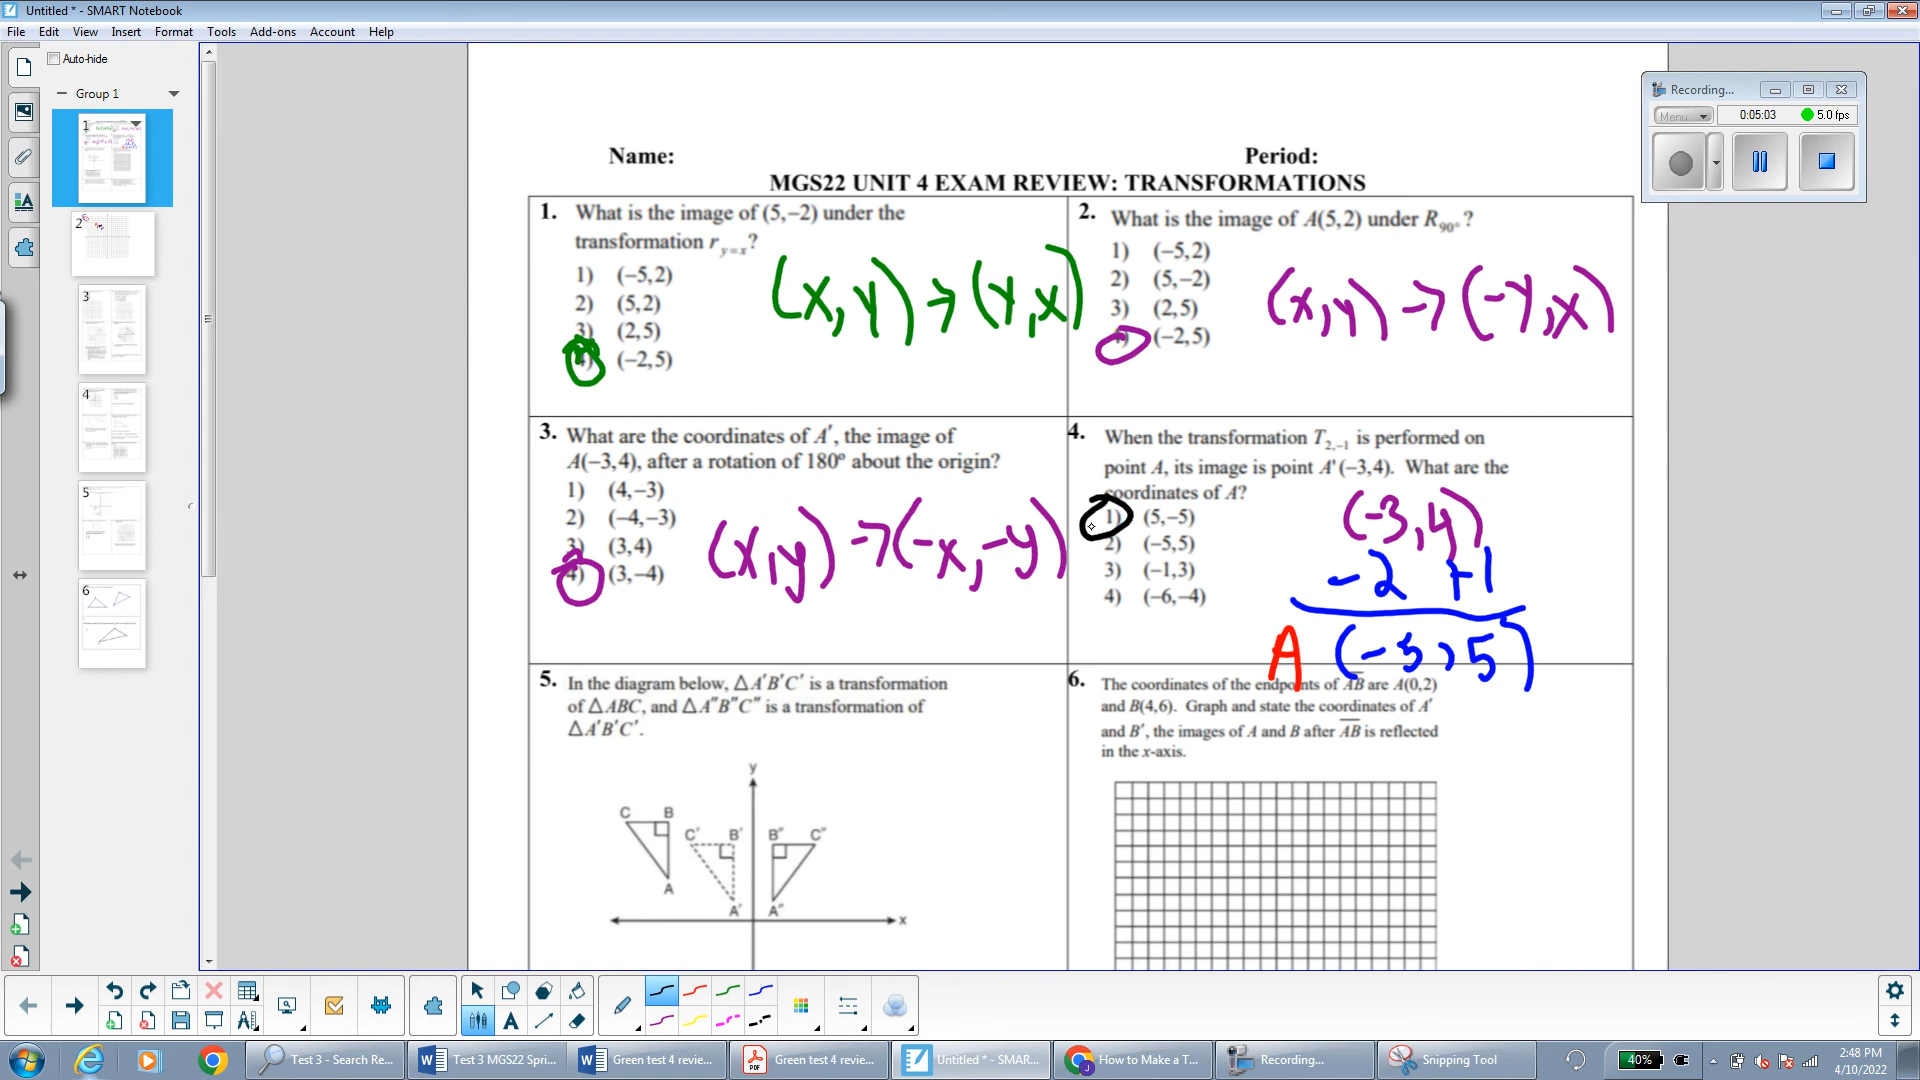 Untitled * - SMART Notebook
File Edit View Insert Format Tools Add-ons Account Help
Auto-hide
Group 1
1
2
3
4
5
6
Recording...
Menu
0:05:03
5.0 fps
Name: Period:
MGS22 UNIT 4 EXAM REVIEW: TRANSFORMATIONS
1. What is the image of (5,−2) under the
transformation r y=x?
1) (−5,2)
2) (5,2)
3) (2,5)
4) (−2,5)
(x,y)→(y,x)
2. What is the image of A(5,2) under R90°?
1) (−5,2)
2) (5,−2)
3) (2,5)
(−2,5)
(x,y)→(-y,x)
3. What are the coordinates of A′, the image of
A(−3,4), after a rotation of 180º about the origin?
1) (4,−3)
2) (−4,−3)
3) (3,4)
4) (3,−4)
(x,y)→(-x,-y)
4. When the transformation T2,−1 is performed on
point A, its image is point A'(−3,4). What are the
coordinates of A?
1) (5,−5)
2) (−5,5)
3) (−1,3)
4) (−6,−4)
(-3,4)
-2 +1
A (-5,5)
5. In the diagram below, △A′B′C′ is a transformation
of △ABC, and △A″B″C″ is a transformation of
△A′B′C′.
y
C B C′ B′ B″ C″
A A′ A″
x
6. The coordinates of the endpoints of AB are A(0,2)
and B(4,6). Graph and state the coordinates of A′
and B′, the images of A and B after AB is reflected
in the x-axis.
Test 3 - Search Re...
Test 3 MGS22 Spri...
Green test 4 revie...
Green test 4 revie...
Untitled * - SMAR...
How to Make a T...
Recording...
Snipping Tool
40%
2:48 PM
4/10/2022